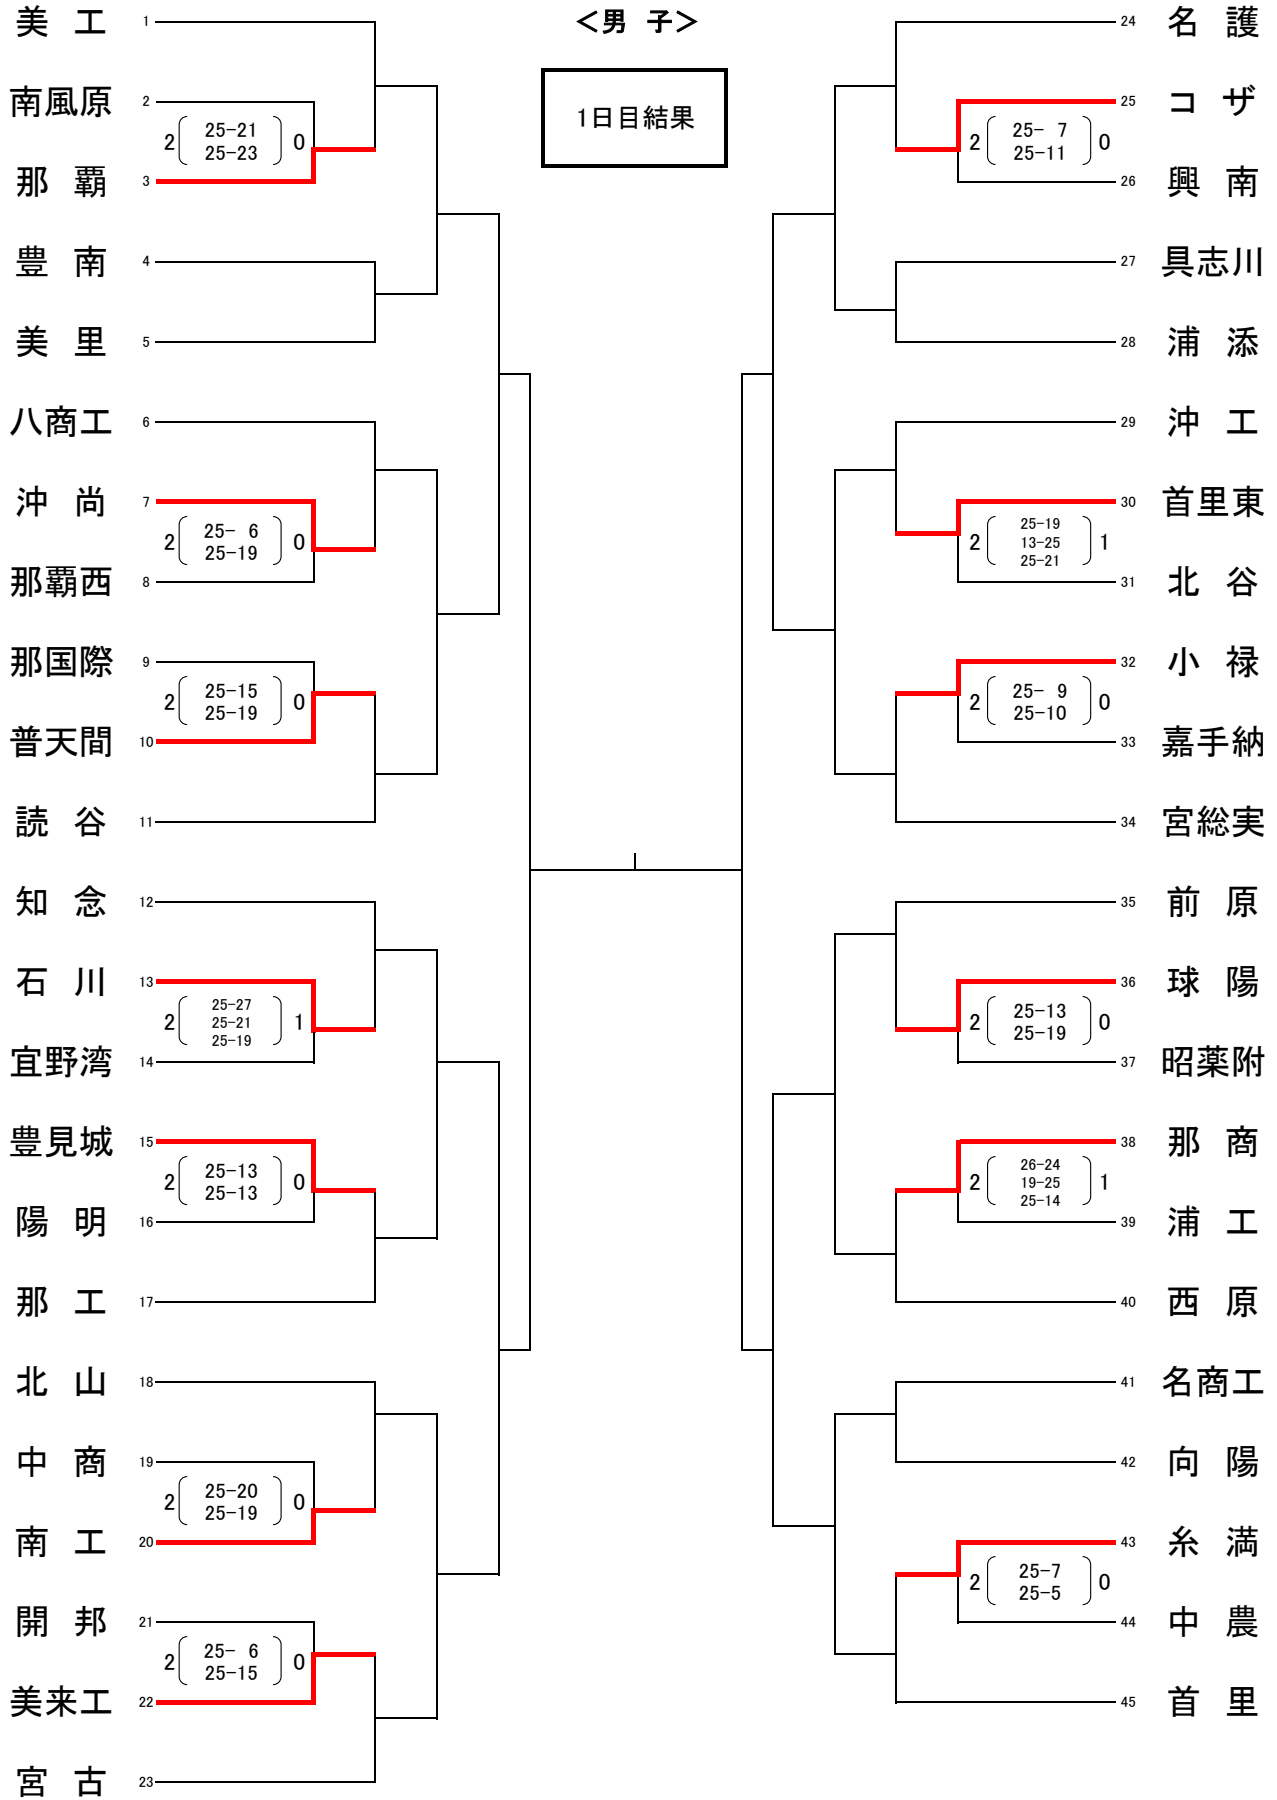 ＜男 子＞
1日目結果
美 工 1
南風原 2
2 25-21 0
25-23
那 覇 3
豊 南 4
美 里 5
八商工 6
沖 尚 7
2 25- 6 0
25-19
那覇西 8
那国際 9
2 25-15 0
25-19
普天間 10
読 谷 11
知 念 12
石 川 13
25-27
2 25-21 1
25-19
宜野湾 14
豊見城 15
2 25-13 0
25-13
陽 明 16
那 工 17
北 山 18
中 商 19
2 25-20 0
25-19
南 工 20
開 邦 21
2 25- 6 0
25-15
美来工 22
宮 古 23
24 名 護
25 コ ザ
2 25- 7 0
25-11
26 興 南
27 具志川
28 浦 添
29 沖 工
30 首里東
25-19
2 13-25 1
25-21
31 北 谷
32 小 禄
2 25- 9 0
25-10
33 嘉手納
34 宮総実
35 前 原
36 球 陽
2 25-13 0
25-19
37 昭薬附
38 那 商
26-24
2 19-25 1
25-14
39 浦 工
40 西 原
41 名商工
42 向 陽
43 糸 満
2 25-7 0
25-5
44 中 農
45 首 里